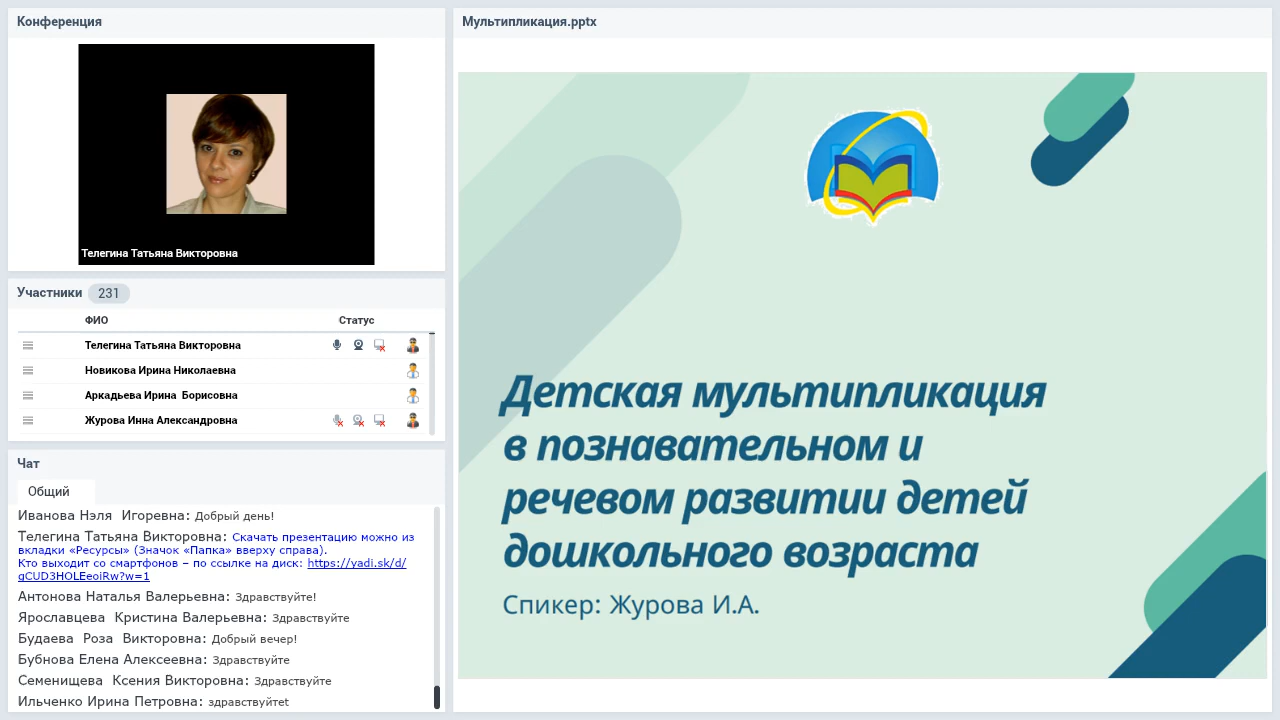 Конференция
Телегина Татьяна Викторовна
Участники 231
ФИО Статус
Телегина Татьяна Викторовна
Новикова Ирина Николаевна
Аркадьева Ирина  Борисовна
Журова Инна Александровна
Чат
Общий
Иванова Нэля  Игоревна: Добрый день!
Телегина Татьяна Викторовна: Скачать презентацию можно из
вкладки «Ресурсы» (Значок «Папка» вверху справа).
Кто выходит со смартфонов – по ссылке на диск: https://yadi.sk/d/
qCUD3HOLEeoiRw?w=1
Антонова Наталья Валерьевна: Здравствуйте!
Ярославцева  Кристина Валерьевна: Здравствуйте
Будаева  Роза  Викторовна: Добрый вечер!
Бубнова Елена Алексеевна: Здравствуйте
Семенищева  Ксения Викторовна: Здравствуйте
Ильченко Ирина Петровна: здравствуйтеt
Мультипликация.pptx
Детская мультипликация
в познавательном и
речевом развитии детей
дошкольного возраста
Спикер: Журова И.А.